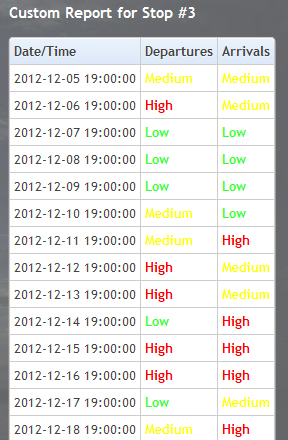 Custom Report for Stop #3
Date/Time Departures Arrivals
2012-12-05 19:00:00 Medium Medium
2012-12-06 19:00:00 High Medium
2012-12-07 19:00:00 Low Low
2012-12-08 19:00:00 Low Low
2012-12-09 19:00:00 Low Low
2012-12-10 19:00:00 Medium Low
2012-12-11 19:00:00 Medium High
2012-12-12 19:00:00 High Medium
2012-12-13 19:00:00 High Medium
2012-12-14 19:00:00 Low High
2012-12-15 19:00:00 High High
2012-12-16 19:00:00 High High
2012-12-17 19:00:00 Low Medium
2012-12-18 19:00:00 Medium High